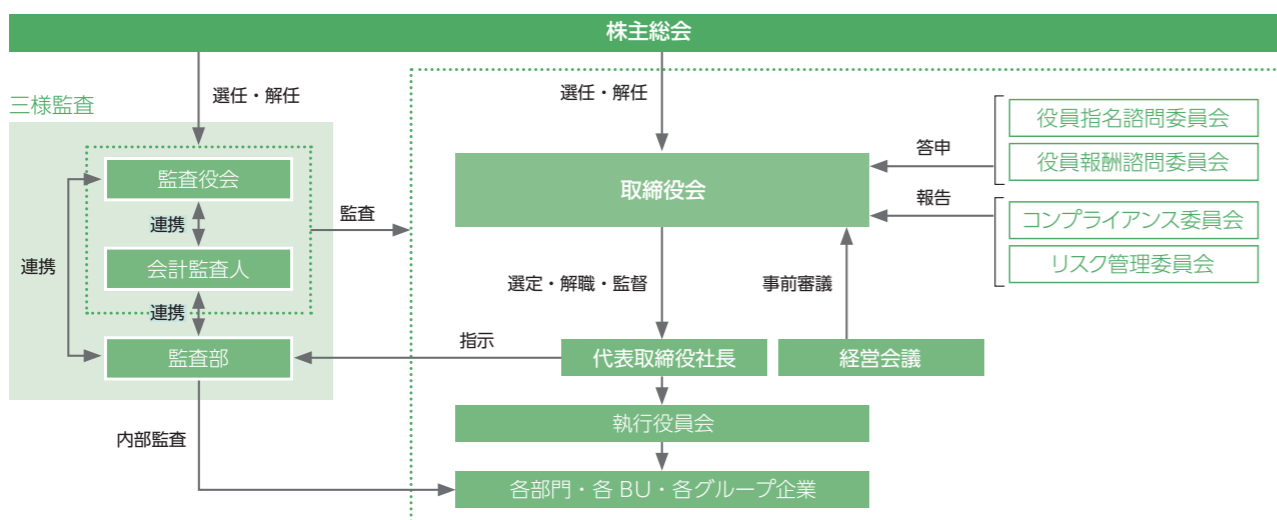 株主総会
三様監査
選任・解任
選任・解任
監査役会
連携
会計監査人
連携
連携
監査部
監査
取締役会
答申
役員指名諮問委員会
役員報酬諮問委員会
報告
コンプライアンス委員会
リスク管理委員会
選定・解職・監督
事前審議
指示
代表取締役社長
経営会議
執行役員会
内部監査
各部門・各 BU・各グループ企業